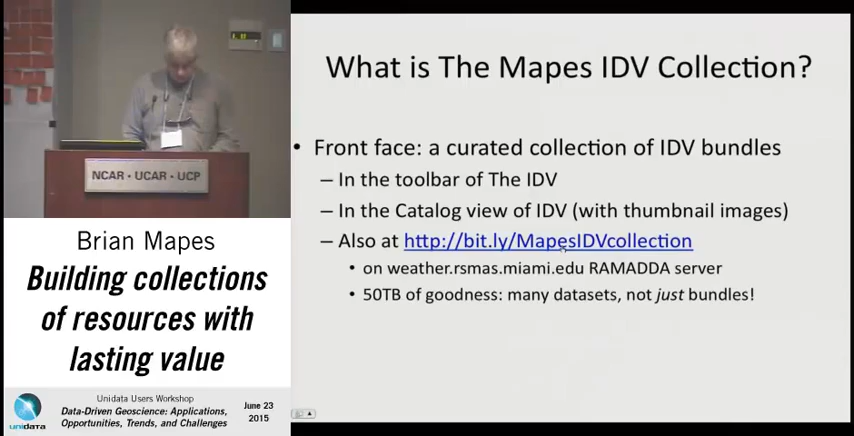 NCAR • UCAR • UCP
Brian Mapes
Building collections
of resources with
lasting value
unidata
Unidata Users Workshop
Data-Driven Geoscience: Applications,
Opportunities, Trends, and Challenges
June 23
2015
What is The Mapes IDV Collection?
• Front face: a curated collection of IDV bundles
– In the toolbar of The IDV
– In the Catalog view of IDV (with thumbnail images)
– Also at http://bit.ly/MapesIDVcollection
• on weather.rsmas.miami.edu RAMADDA server
• 50TB of goodness: many datasets, not just bundles!